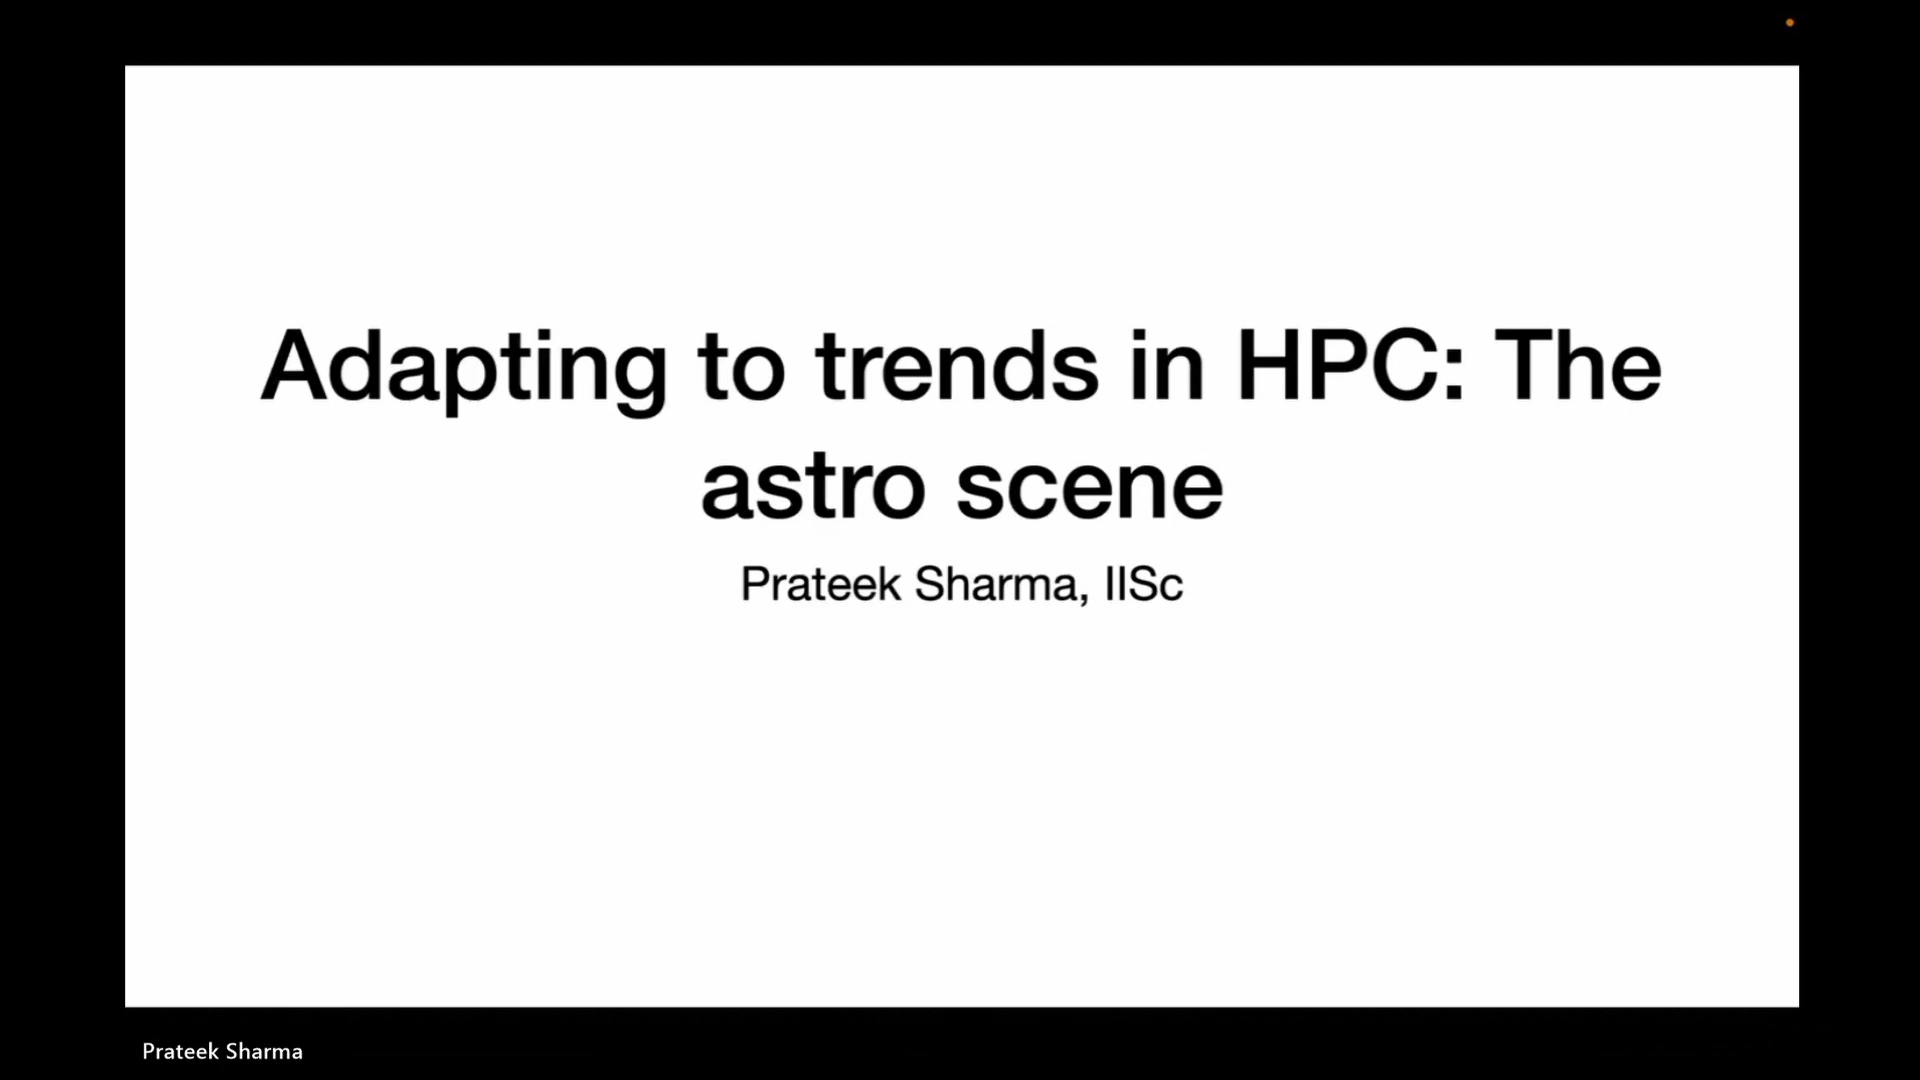 Adapting to trends in HPC: The
astro scene
Prateek Sharma, IISc
Prateek Sharma